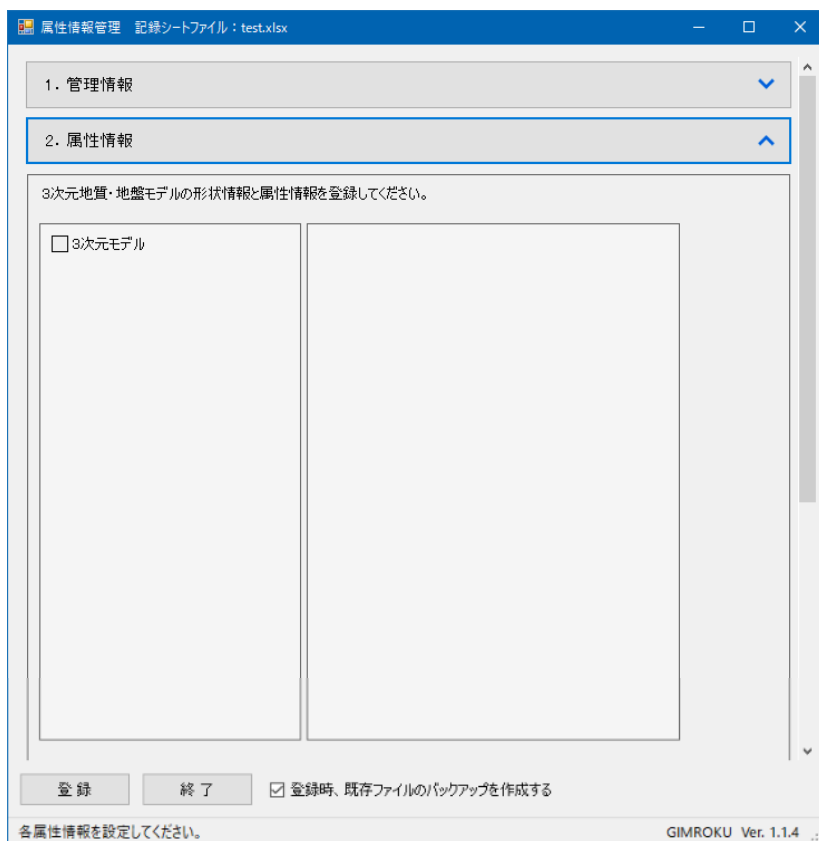 属性情報管理 記録シートファイル：test.xlsx
1. 管理情報
2. 属性情報
3次元地質・地盤モデルの形状情報と属性情報を登録してください。
3次元モデル
登録 終了 登録時、既存ファイルのバックアップを作成する
各属性情報を設定してください。 GIMROKU Ver. 1.1.4